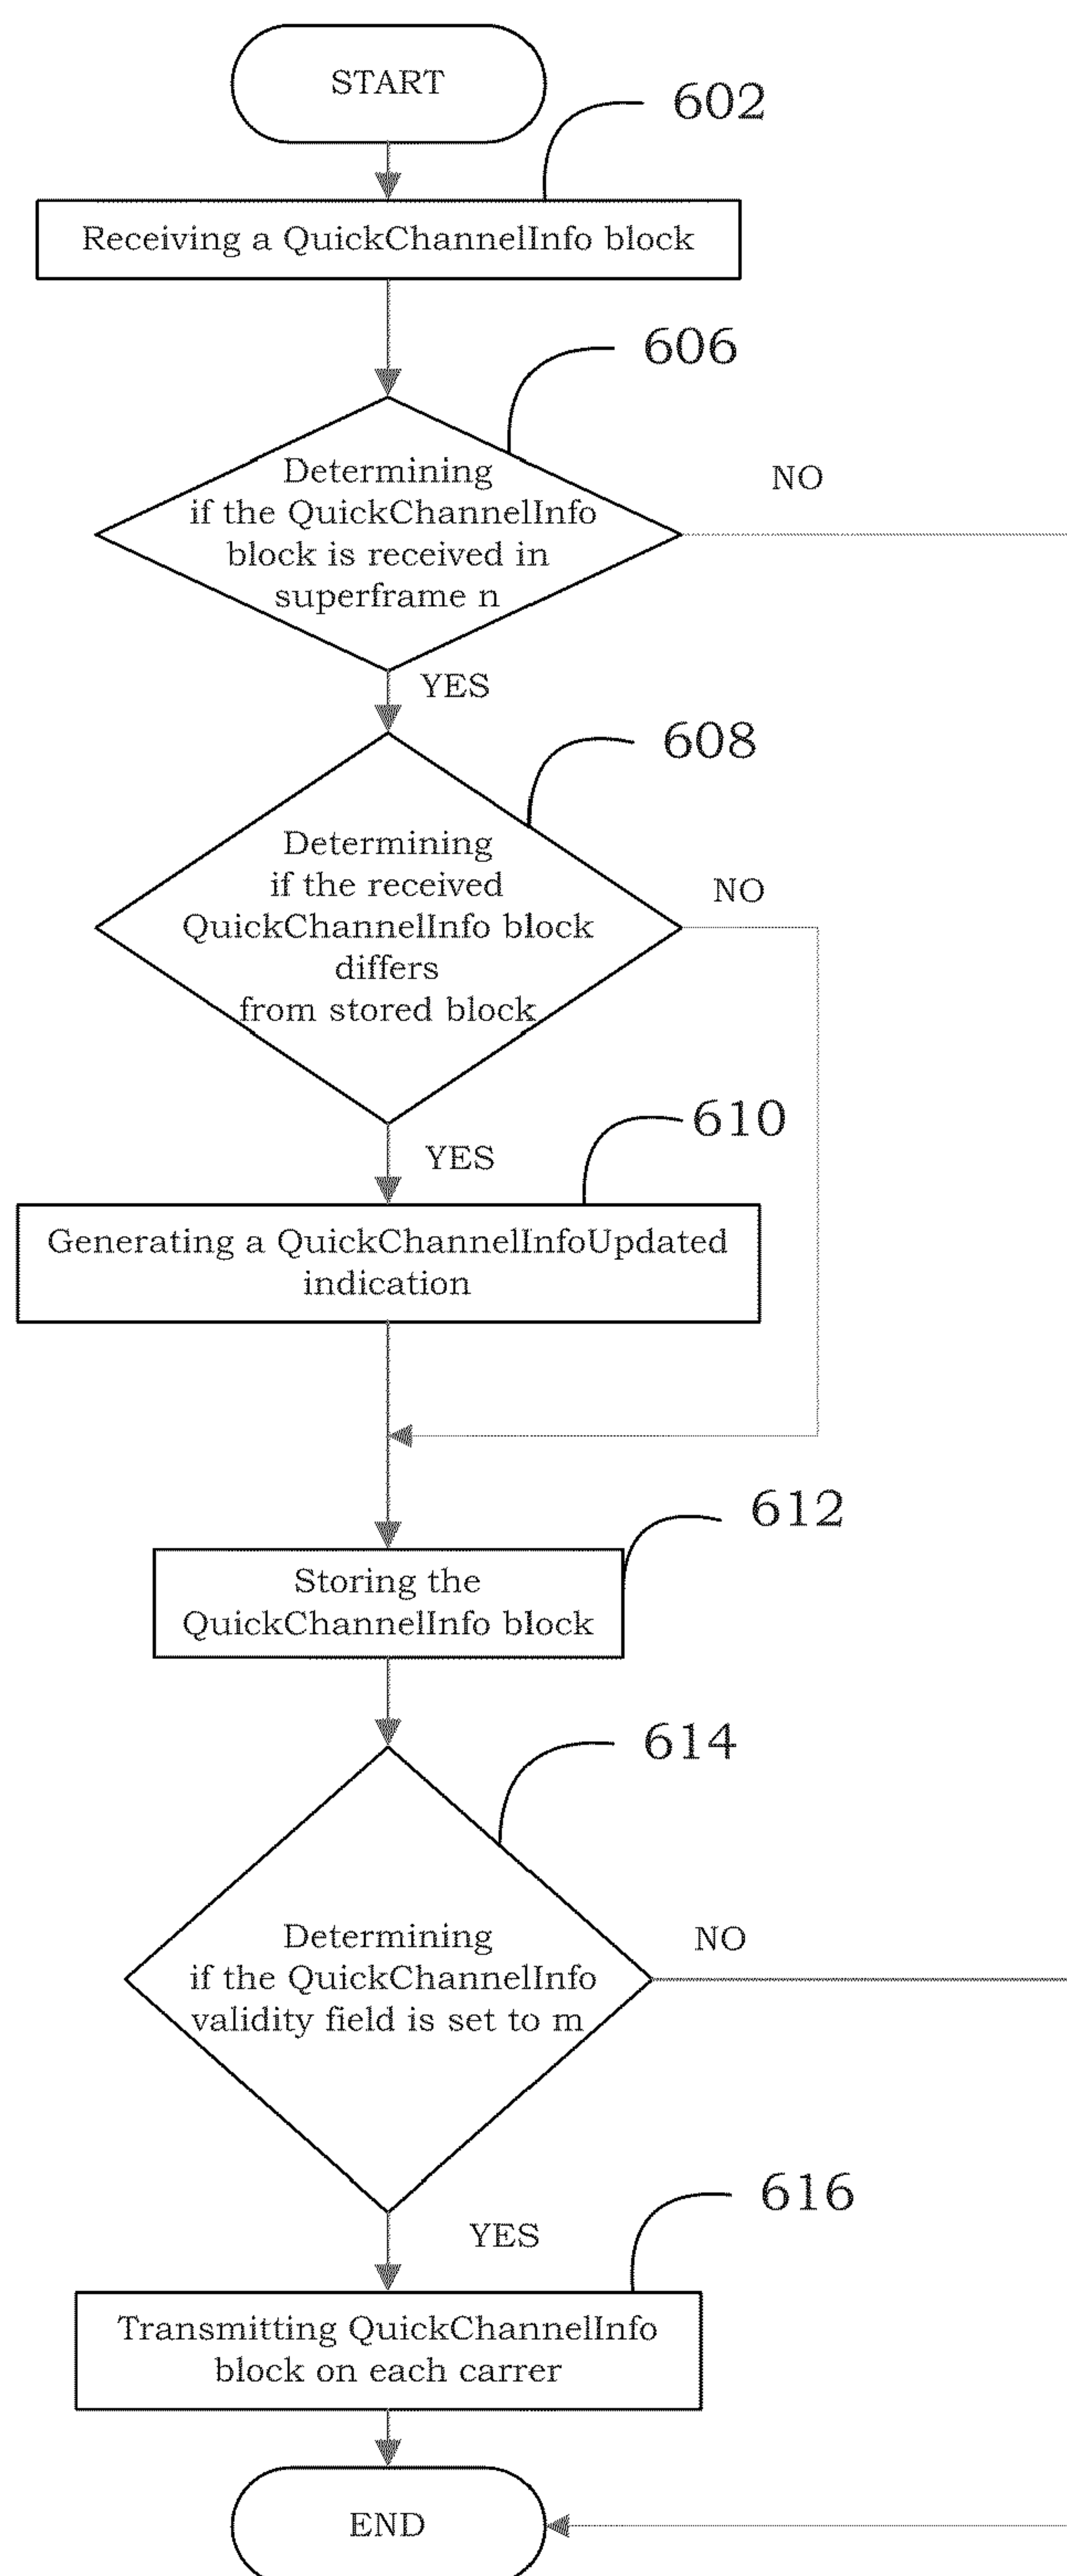 START
602
Receiving a QuickChannelInfo block
606
Determining
if the QuickChannelInfo
block is received in
superframe n
NO
YES
608
Determining
if the received
QuickChannelInfo block
differs
from stored block
NO
YES
610
Generating a QuickChannelInfoUpdated
indication
612
Storing the
QuickChannelInfo block
614
Determining
if the QuickChannelInfo
validity field is set to m
NO
YES
616
Transmitting QuickChannelInfo
block on each carrer
END